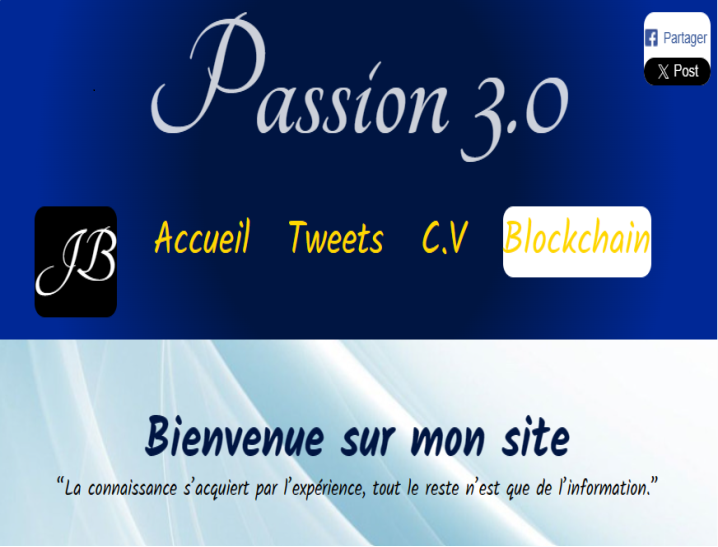 Passion 3.0
Partager
X Post
JB
Accueil Tweets C.V Blockchain
Bienvenue sur mon site
“La connaissance s’acquiert par l’expérience, tout le reste n’est que de l’information.”